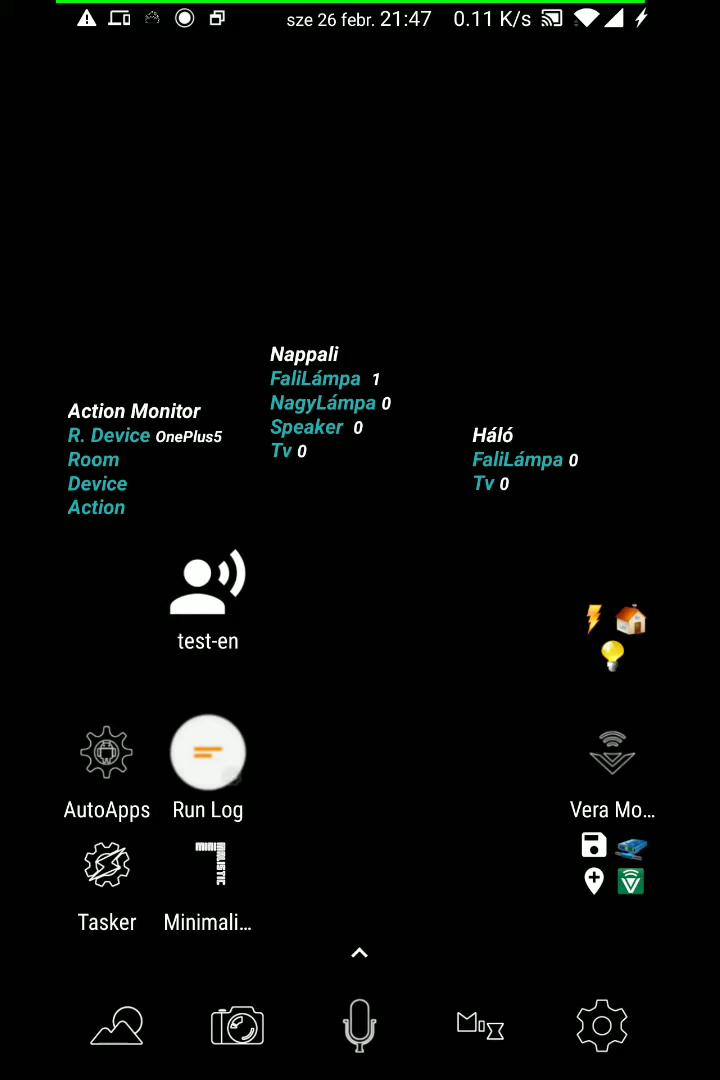 sze 26 febr. 21:47 0.11 K/s
Nappali
FaliLámpa 1
NagyLámpa 0
Speaker 0
Tv 0
Action Monitor
R. Device OnePlus5
Room
Device
Action
Háló
FaliLámpa 0
Tv 0
test-en
AutoApps Run Log Vera Mo...
MINIMALISTIC
Tasker Minimali...